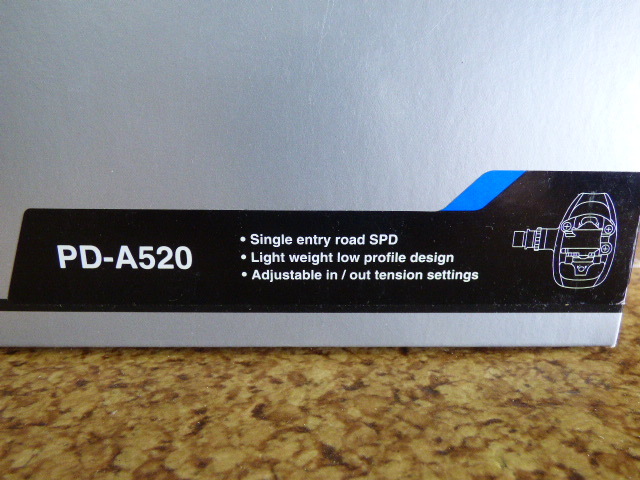 PD-A520
• Single entry road SPD
• Light weight low profile design
• Adjustable in / out tension settings